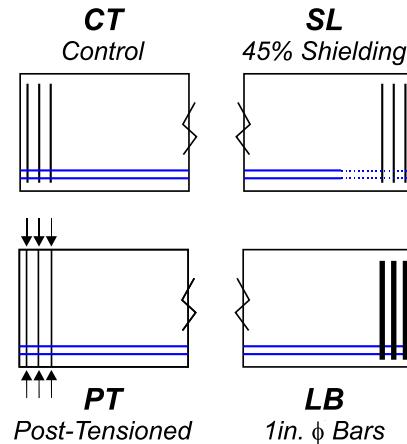 CT
Control
SL
45% Shielding
PT
Post-Tensioned
LB
1in. ϕ Bars